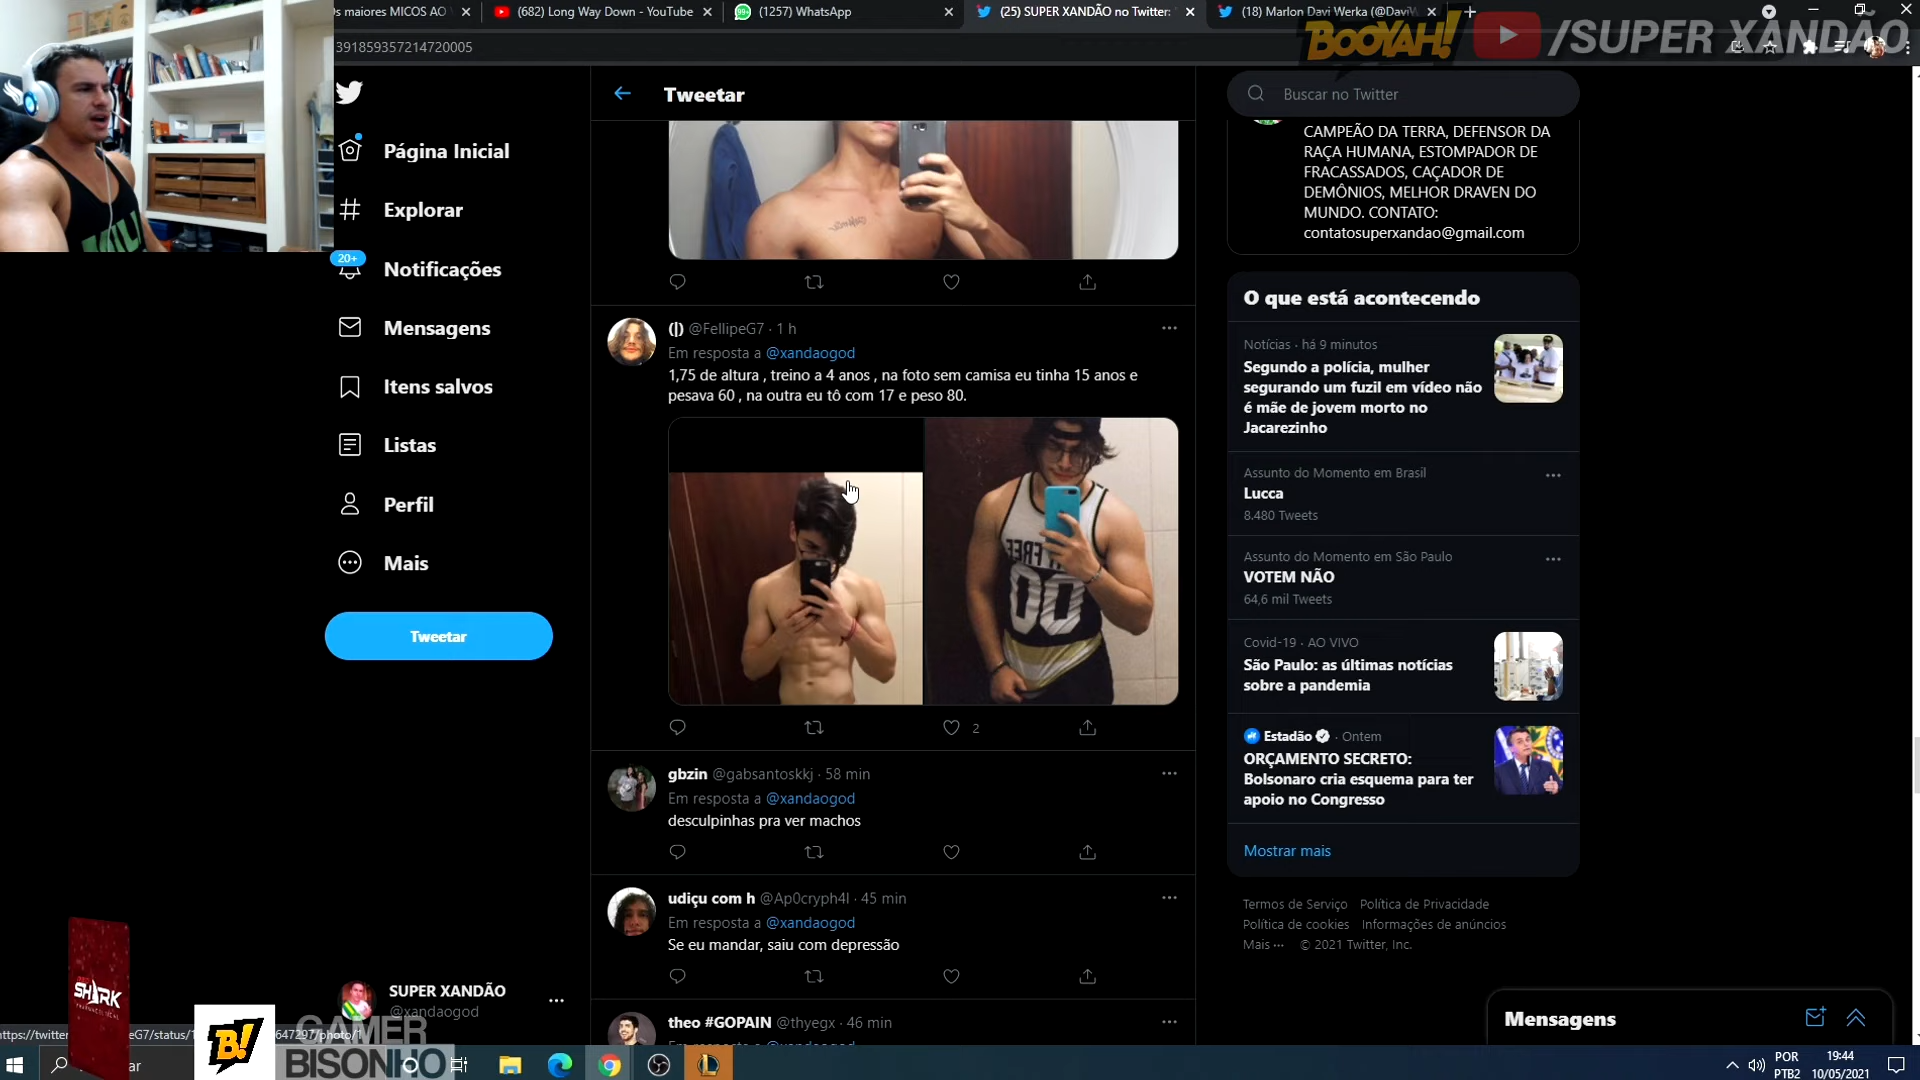 os maiores MICOS AO
(682) Long Way Down - YouTube
(1257) WhatsApp
(25) SUPER XANDÃO no Twitter:
(18) Marlon Davi Werka (@DaviW
BOOYAH!
/SUPER XANDÃO
391859357214720005
Página Inicial
Explorar
20+
Notificações
Mensagens
Itens salvos
Listas
Perfil
Mais
Tweetar
SUPER XANDÃO
@xandaogod
Tweetar
(|) @FellipeG7 · 1 h
Em resposta a @xandaogod
1,75 de altura , treino a 4 anos , na foto sem camisa eu tinha 15 anos e
pesava 60 , na outra eu tô com 17 e peso 80.
FREE
00
2
gbzin @gabsantoskkj · 58 min
Em resposta a @xandaogod
desculpinhas pra ver machos
udiçu com h @Ap0cryph4l · 45 min
Em resposta a @xandaogod
Se eu mandar, saiu com depressão
theo #GOPAIN @thyegx · 46 min
Em resposta a @xandaogod
Buscar no Twitter
CAMPEÃO DA TERRA, DEFENSOR DA
RAÇA HUMANA, ESTOMPADOR DE
FRACASSADOS, CAÇADOR DE
DEMÔNIOS, MELHOR DRAVEN DO
MUNDO. CONTATO:
contatosuperxandao@gmail.com
O que está acontecendo
Notícias · há 9 minutos
Segundo a polícia, mulher
segurando um fuzil em vídeo não
é mãe de jovem morto no
Jacarezinho
Assunto do Momento em Brasil
Lucca
8.480 Tweets
Assunto do Momento em São Paulo
VOTEM NÃO
64,6 mil Tweets
Covid-19 · AO VIVO
São Paulo: as últimas notícias
sobre a pandemia
Estadão · Ontem
ORÇAMENTO SECRETO:
Bolsonaro cria esquema para ter
apoio no Congresso
Mostrar mais
Termos de Serviço Política de Privacidade
Política de cookies Informações de anúncios
Mais ··· © 2021 Twitter, Inc.
Mensagens
SHARK
B!
GAMER
BISONHO
POR
PTB2
19:44
10/05/2021